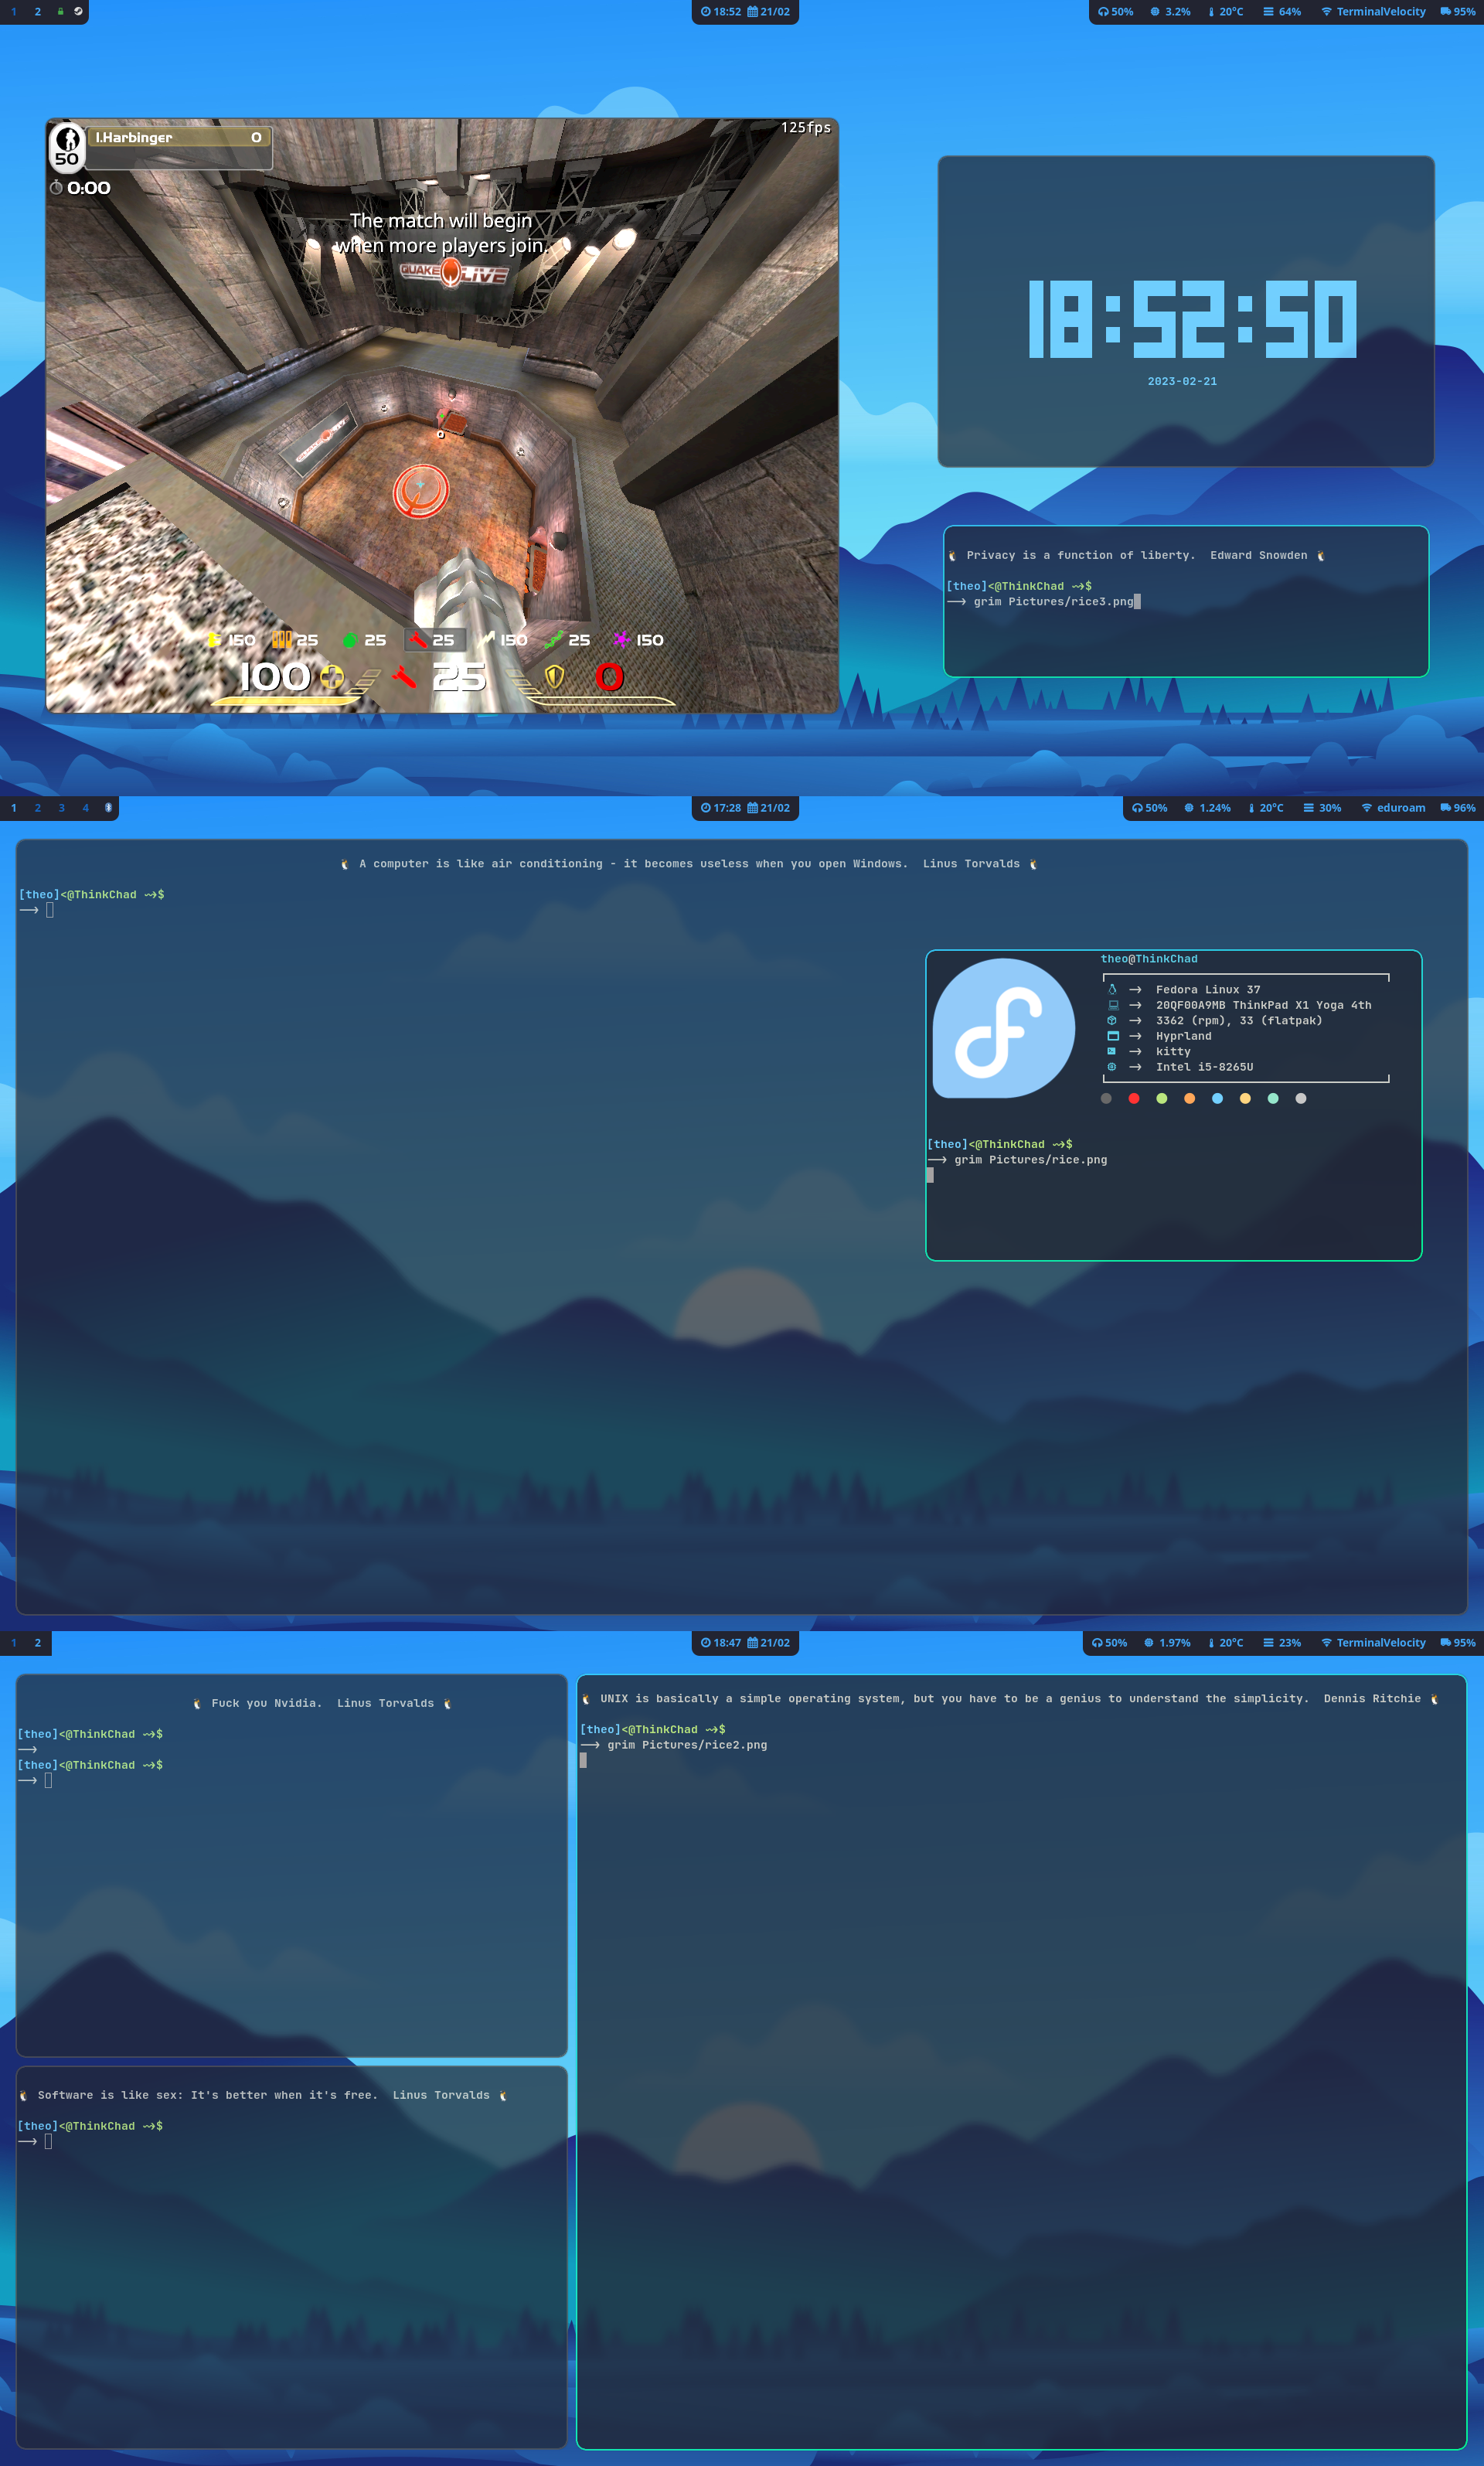 1 2
18:52 21/02
50% 3.2% 20°C 64% TerminalVelocity 95%
1.Harbinger 0
50
0:00
125fps
The match will begin
when more players join.
QUAKE LIVE
150 25 25 25 150 25 150
100 25 0
18:52:50
2023-02-21
Privacy is a function of liberty. Edward Snowden
[theo]<@ThinkChad ~>$
—> grim Pictures/rice3.png
1 2 3 4
17:28 21/02
50% 1.24% 20°C 30% eduroam 96%
A computer is like air conditioning - it becomes useless when you open Windows. Linus Torvalds
[theo]<@ThinkChad ~>$
—>
theo@ThinkChad
-> Fedora Linux 37
-> 20QF00A9MB ThinkPad X1 Yoga 4th
-> 3362 (rpm), 33 (flatpak)
-> Hyprland
-> kitty
-> Intel i5-8265U
[theo]<@ThinkChad ~>$
—> grim Pictures/rice.png
1 2
18:47 21/02
50% 1.97% 20°C 23% TerminalVelocity 95%
Fuck you Nvidia. Linus Torvalds
[theo]<@ThinkChad ~>$
—>
[theo]<@ThinkChad ~>$
—>
UNIX is basically a simple operating system, but you have to be a genius to understand the simplicity. Dennis Ritchie
[theo]<@ThinkChad ~>$
—> grim Pictures/rice2.png
Software is like sex: It's better when it's free. Linus Torvalds
[theo]<@ThinkChad ~>$
—>